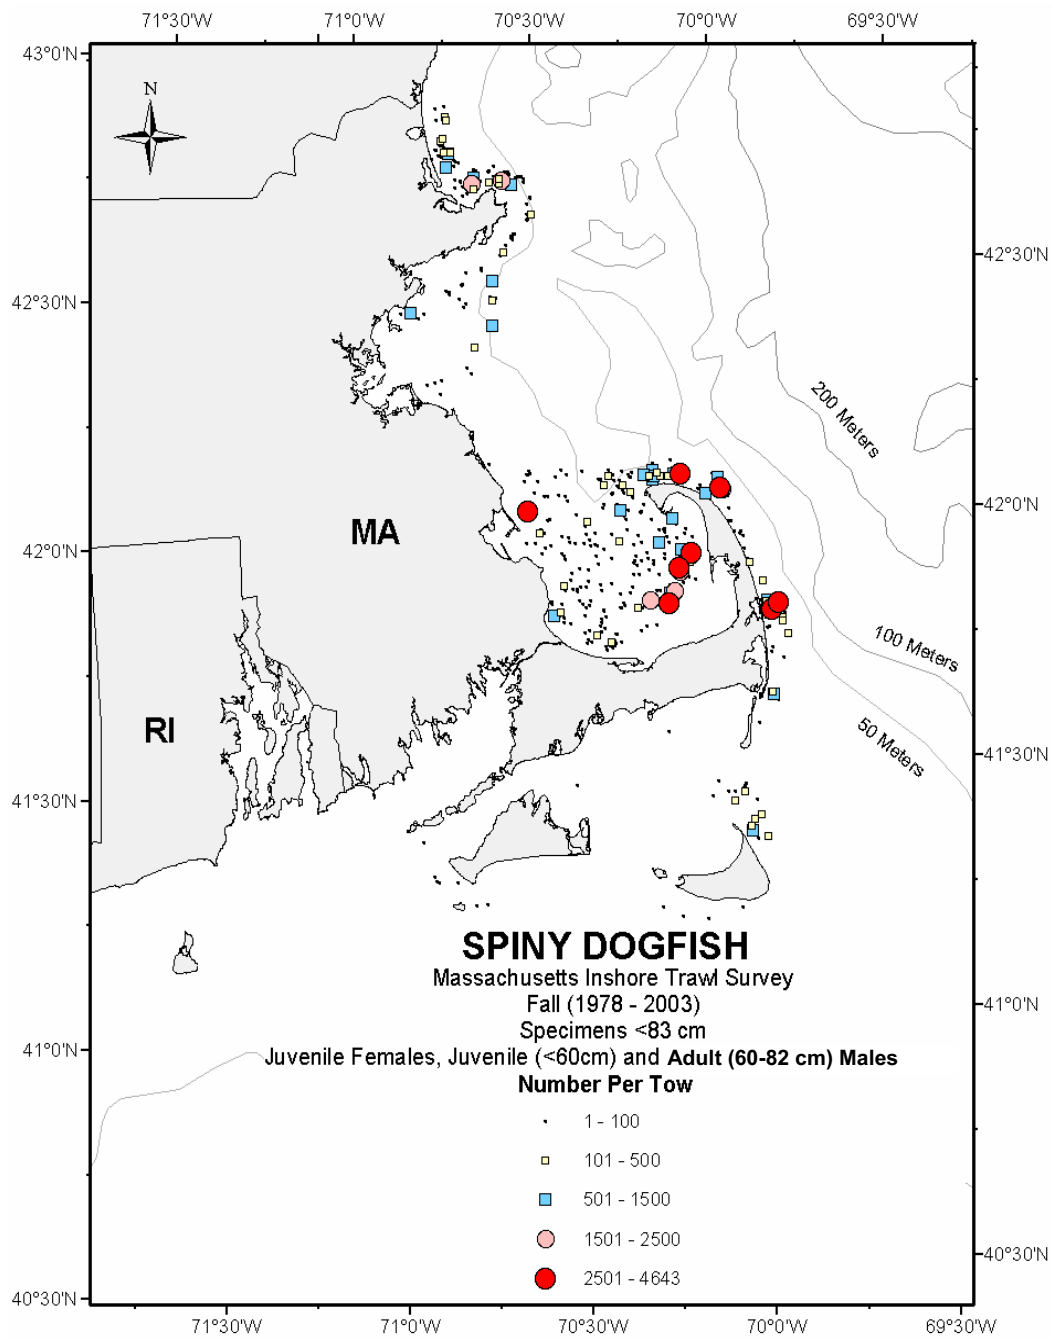 71°30'W 71°0'W 70°30'W 70°0'W 69°30'W
43°0'N
N
42°30'N
42°30'N
200 Meters
42°0'N
MA
42°0'N
100 Meters
RI
50 Meters
41°30'N
41°30'N
SPINY DOGFISH
Massachusetts Inshore Trawl Survey
Fall (1978 - 2003)
41°0'N
Specimens <83 cm
41°0'N
Juvenile Females, Juvenile (<60cm) and Adult (60-82 cm) Males
Number Per Tow
1 - 100
101 - 500
501 - 1500
1501 - 2500
40°30'N
2501 - 4643
40°30'N
71°30'W 71°0'W 70°30'W 70°0'W 69°30'W